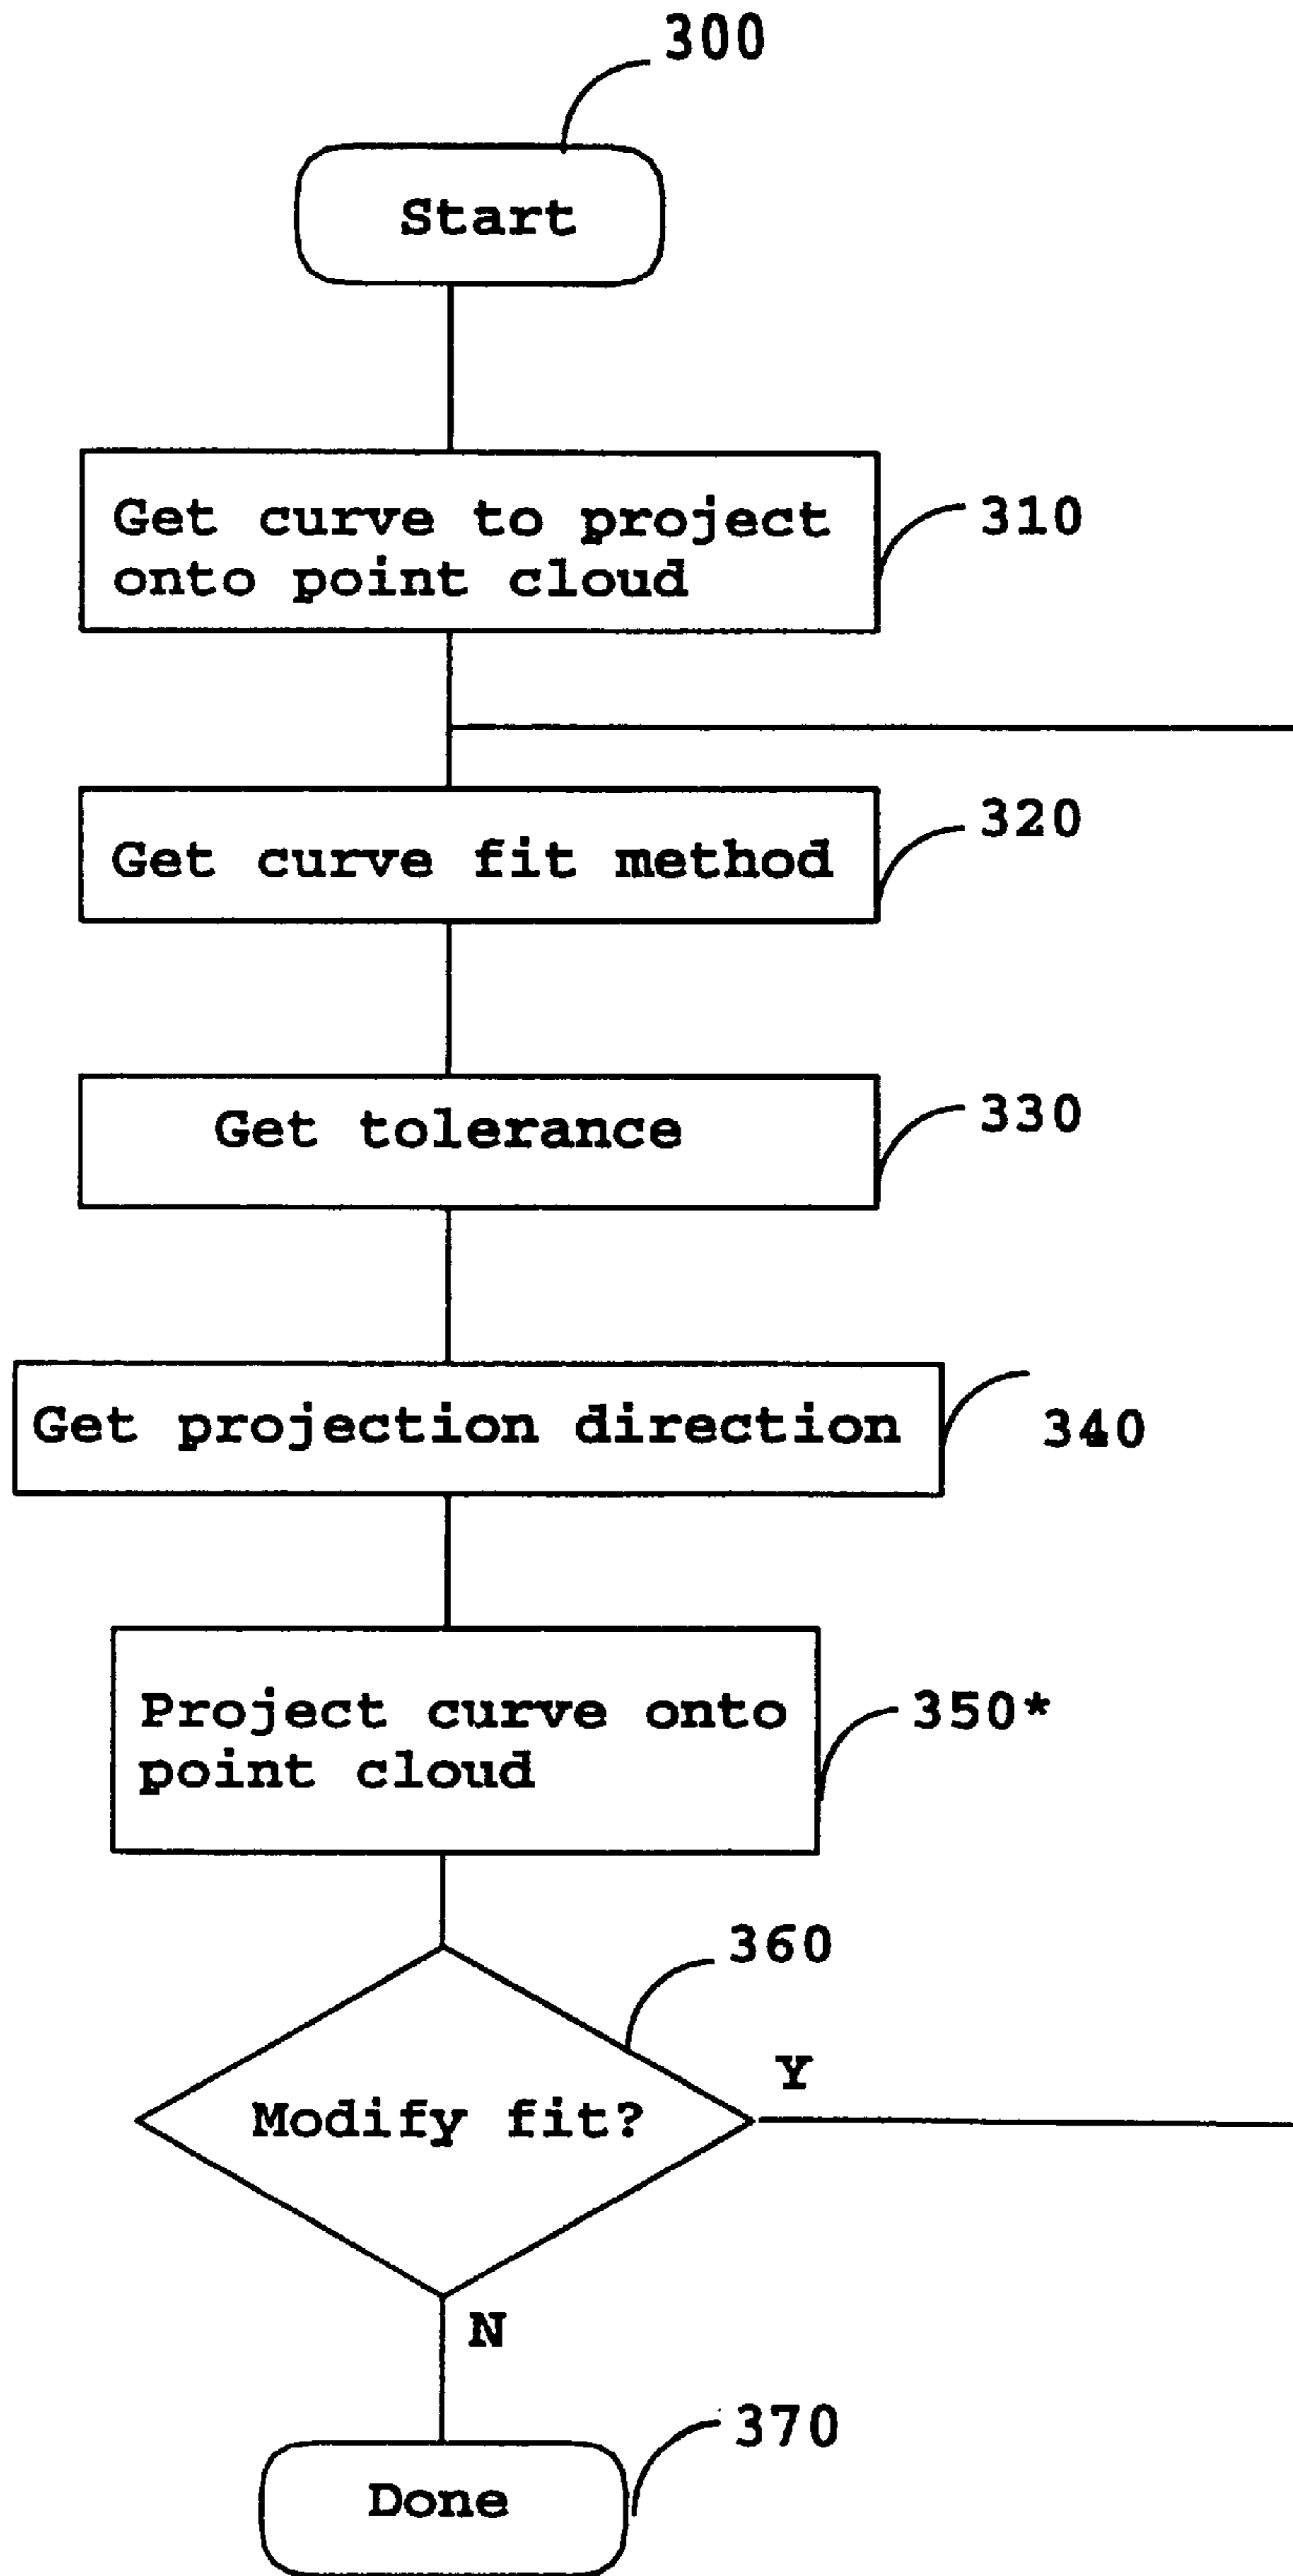 300
Start
Get curve to project
onto point cloud
310
Get curve fit method
320
Get tolerance
330
Get projection direction
340
Project curve onto
point cloud
350*
360
Modify fit?
Y
N
370
Done